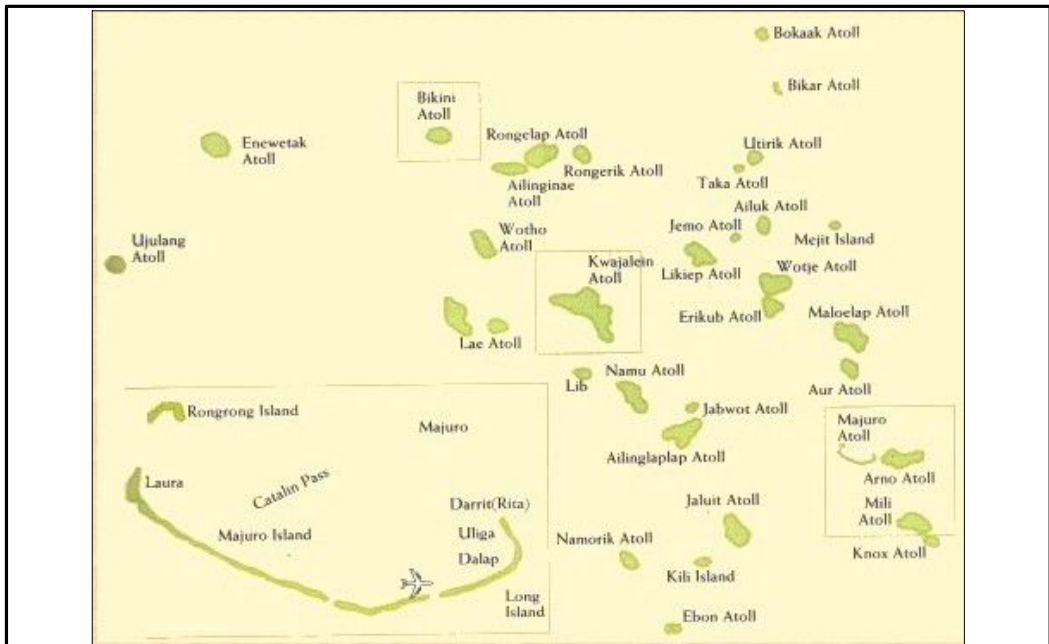 Bokaak Atoll
Bikar Atoll
Bikini
Atoll
Enewetak
Atoll
Rongelap Atoll
Rongerik Atoll
Ailinginae
Atoll
Utirik Atoll
Taka Atoll
Ailuk Atoll
Jemo Atoll
Mejit Island
Ujulang
Atoll
Wotho
Atoll
Kwajalein
Atoll
Likiep Atoll
Wotje Atoll
Erikub Atoll
Maloelap Atoll
Lae Atoll
Lib
Namu Atoll
Aur Atoll
Jabwot Atoll
Ailinglaplap Atoll
Majuro
Atoll
Arno Atoll
Mili
Atoll
Knox Atoll
Jaluit Atoll
Namorik Atoll
Kili Island
Ebon Atoll
Rongrong Island
Majuro
Laura
Catalin Pass
Majuro Island
Darrit(Rita)
Uliga
Dalap
Long
Island